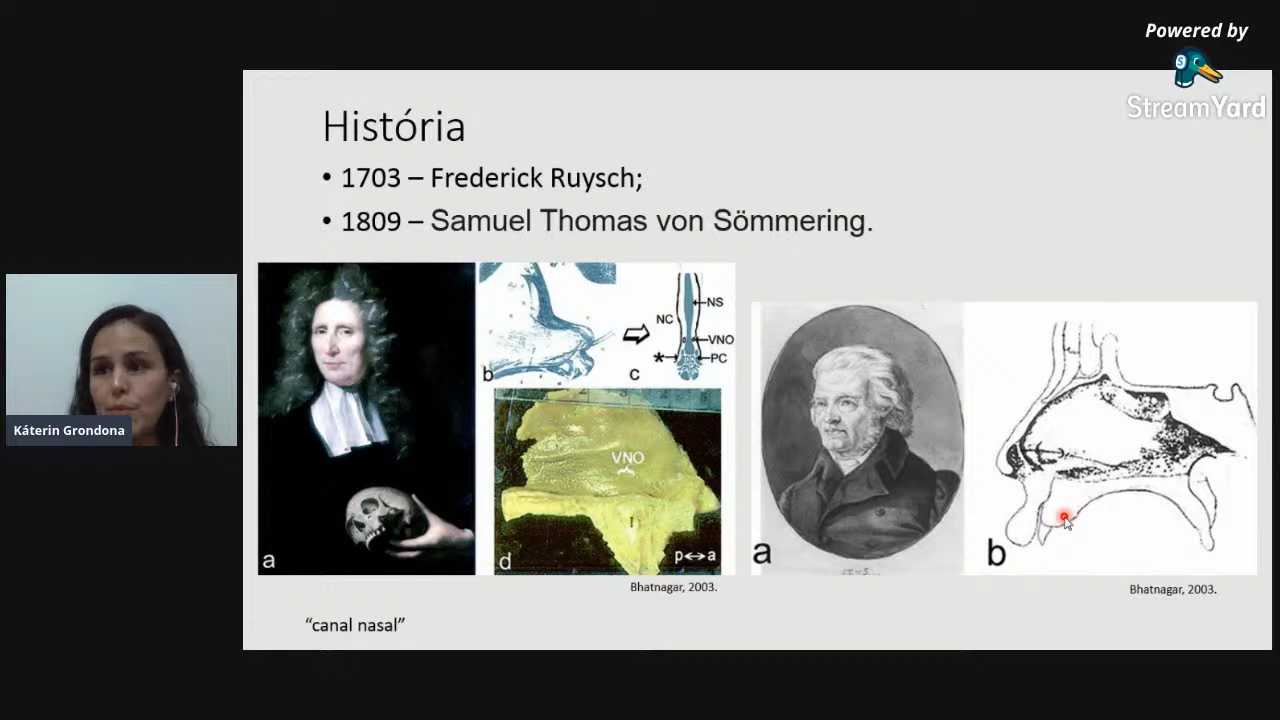 Powered by
StreamYard
História
• 1703 – Frederick Ruysch;
• 1809 – Samuel Thomas von Sömmering.
Káterin Grondona
a
b
c
NC
NS
VNO
*
PC
d
VNO
p↔a
Bhatnagar, 2003.
a
b
Bhatnagar, 2003.
“canal nasal”